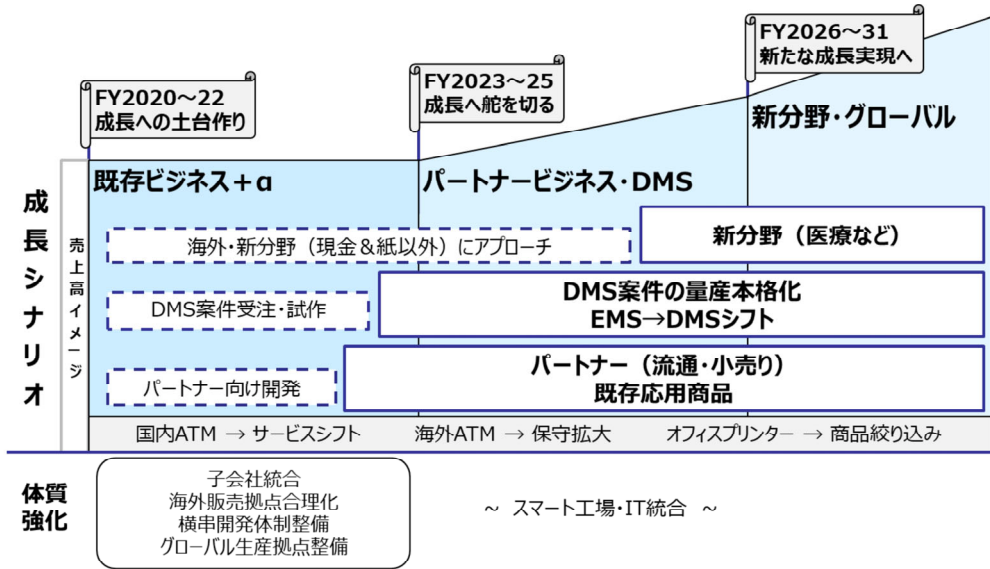 FY2020～22
成長への土台作り
FY2023～25
成長へ舵を切る
FY2026～31
新たな成長実現へ
成長シナリオ
売上高イメージ
既存ビジネス+α
パートナービジネス・DMS
新分野・グローバル
海外・新分野（現金＆紙以外）にアプローチ
新分野（医療など）
DMS案件受注・試作
DMS案件の量産本格化
EMS→DMSシフト
パートナー向け開発
パートナー（流通・小売り）
既存応用商品
国内ATM → サービスシフト
海外ATM → 保守拡大
オフィスプリンター → 商品絞り込み
体質
強化
子会社統合
海外販売拠点合理化
横串開発体制整備
グローバル生産拠点整備
～ スマート工場・IT統合 ～